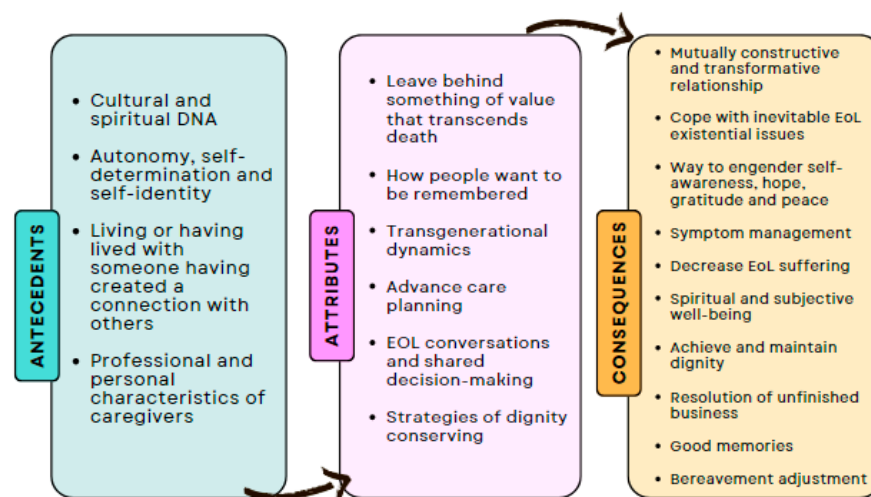 ANTECEDENTS
• Cultural and
spiritual DNA
• Autonomy, self-
determination and
self-identity
• Living or having
lived with
someone having
created a
connection with
others
• Professional and
personal
characteristics of
caregivers
ATTRIBUTES
• Leave behind
something of value
that transcends
death
• How people want to
be remembered
• Transgenerational
dynamics
• Advance care
planning
• EOL conversations
and shared
decision-making
• Strategies of dignity
conserving
CONSEQUENCES
• Mutually constructive
and transformative
relationship
• Cope with inevitable EoL
existential issues
• Way to engender self-
awareness, hope,
gratitude and peace
• Symptom management
• Decrease EoL suffering
• Spiritual and subjective
well-being
• Achieve and maintain
dignity
• Resolution of unfinished
business
• Good memories
• Bereavement adjustment